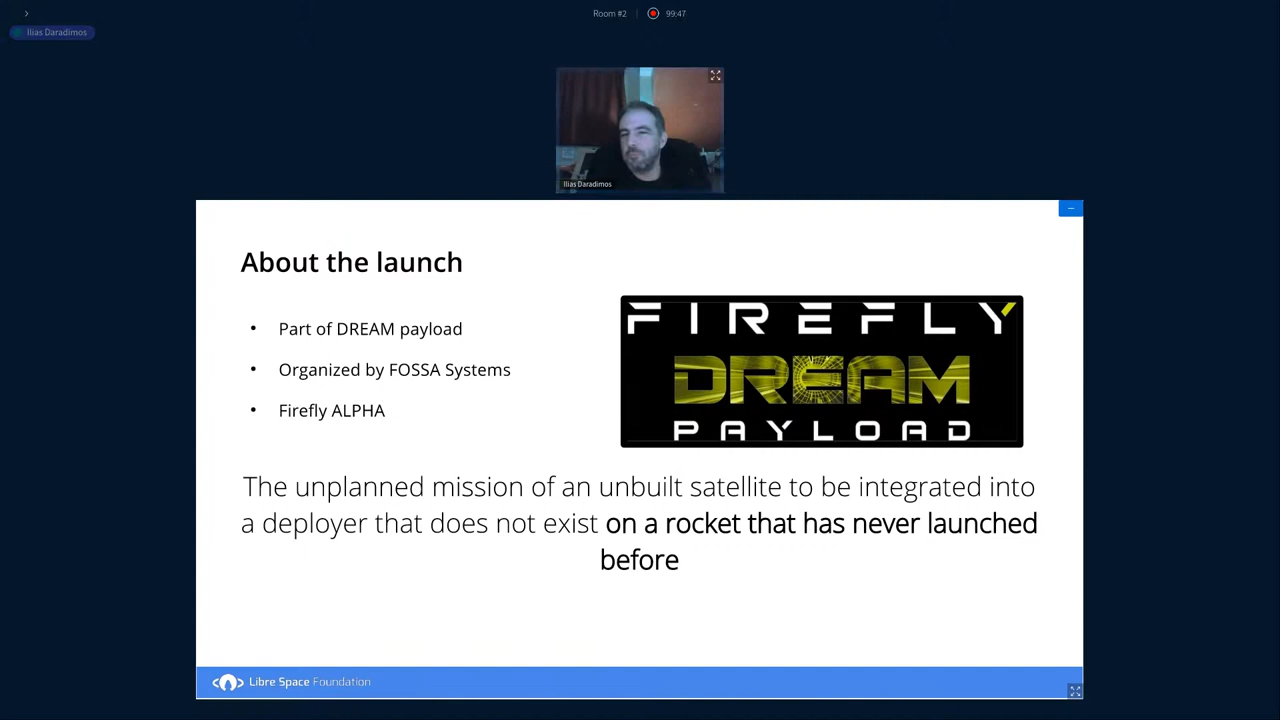 Room #2
99:47
Ilias Daradimos
Ilias Daradimos
About the launch
• Part of DREAM payload
• Organized by FOSSA Systems
• Firefly ALPHA
FIREFLY
DREAM
PAYLOAD
The unplanned mission of an unbuilt satellite to be integrated into
a deployer that does not exist on a rocket that has never launched
before
Libre Space Foundation